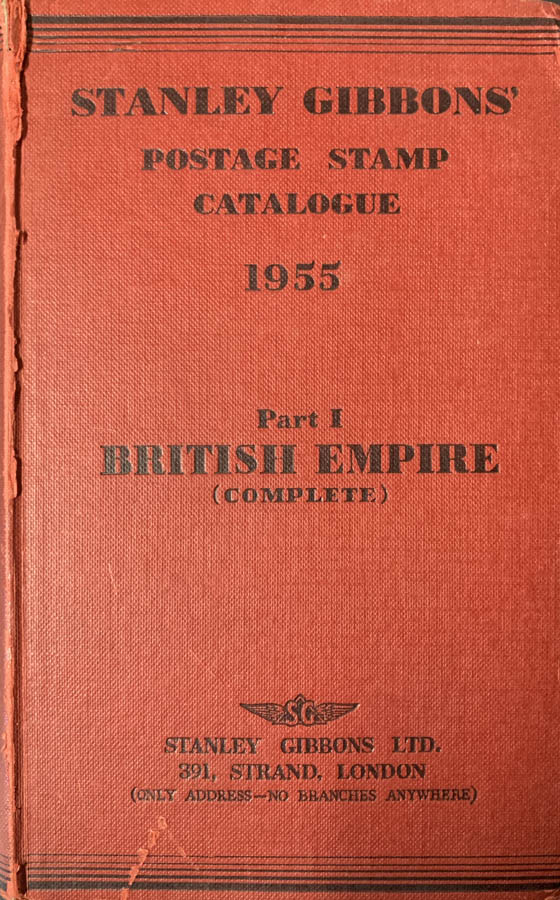 STANLEY GIBBONS'
POSTAGE STAMP
CATALOGUE
1955
Part I
BRITISH EMPIRE
(COMPLETE)
SG
STANLEY GIBBONS LTD.
391, STRAND, LONDON
(ONLY ADDRESS—NO BRANCHES ANYWHERE)